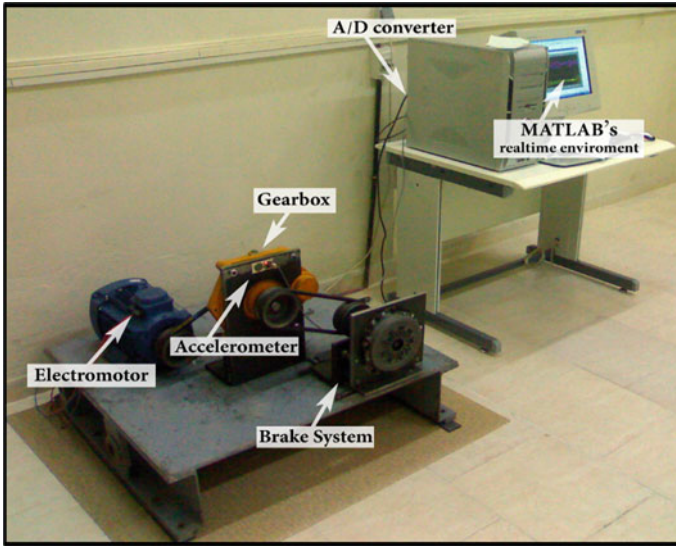 A/D converter
MATLAB's
realtime enviroment
Gearbox
Accelerometer
Electromotor
Brake System